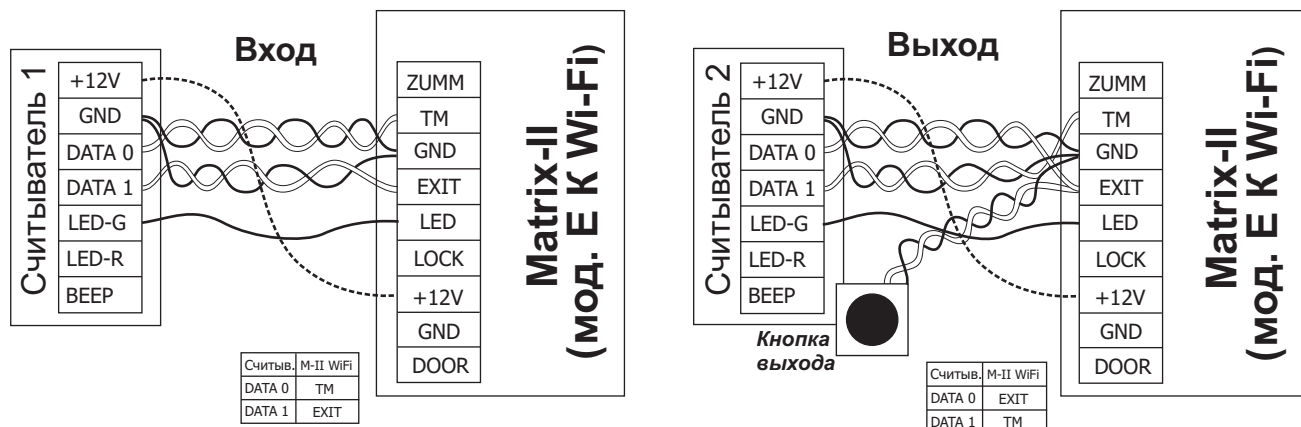 Вход
Считыватель 1
+12V
GND
DATA 0
DATA 1
LED-G
LED-R
BEEP
ZUMM
TM
GND
EXIT
LED
LOCK
+12V
GND
DOOR
Matrix-II
(мод. Е К Wi-Fi)
Считыв. M-II WiFi
DATA 0 TM
DATA 1 EXIT
Выход
Считыватель 2
+12V
GND
DATA 0
DATA 1
LED-G
LED-R
BEEP
Кнопка
выхода
ZUMM
TM
GND
EXIT
LED
LOCK
+12V
GND
DOOR
Matrix-II
(мод. Е К Wi-Fi)
Считыв. M-II WiFi
DATA 0 EXIT
DATA 1 TM